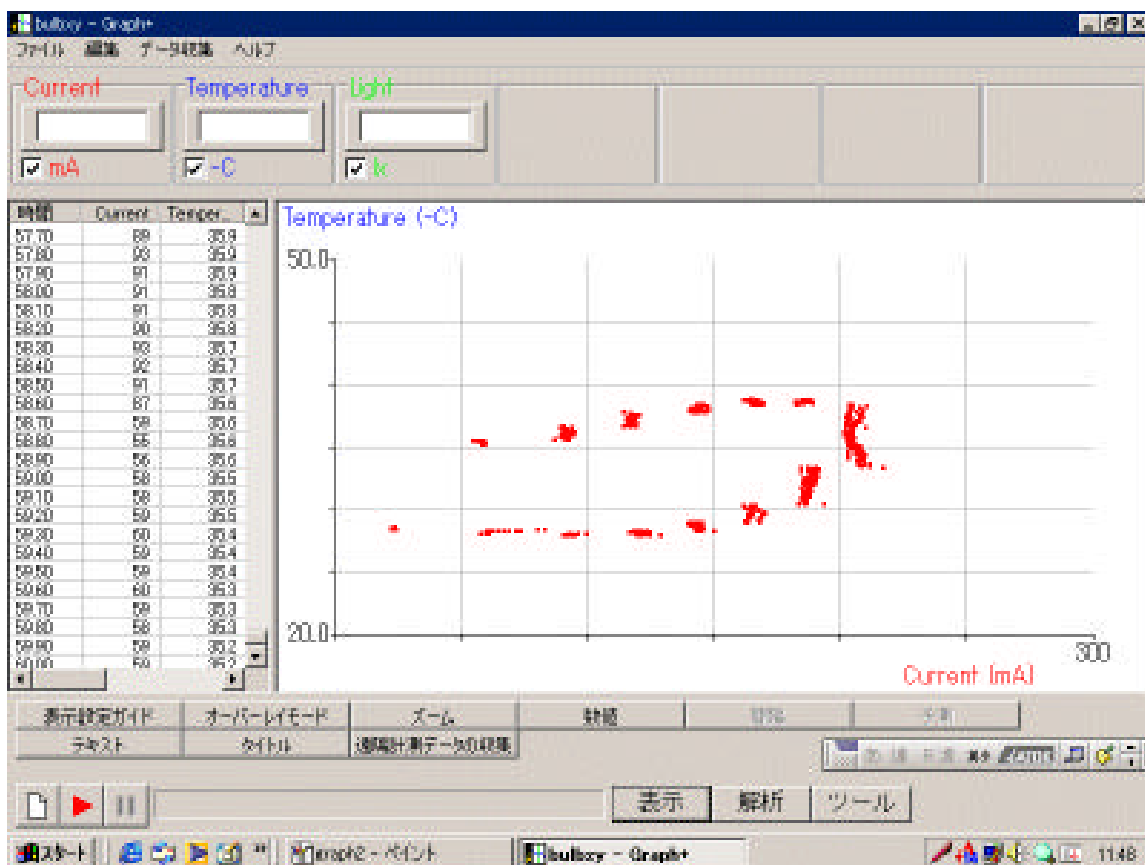 bulbxy - Graph+
ファイル 編集 データ収集 ヘルプ
Current Temperature Light
mA -C lx
時間 Current Temper...
57.70 89 35.9
57.80 93 35.9
57.90 91 35.9
58.00 91 35.8
58.10 91 35.8
58.20 90 35.8
58.30 93 35.7
58.40 92 35.7
58.50 91 35.7
58.60 87 35.6
58.70 59 35.6
58.80 55 35.6
58.90 56 35.6
59.00 58 35.5
59.10 58 35.5
59.20 59 35.5
59.30 60 35.4
59.40 59 35.4
59.50 59 35.4
59.60 60 35.3
59.70 59 35.3
59.80 58 35.3
59.90 59 35.2
60.00 59 35.2
Temperature (-C)
50.0
20.0
300
Current (mA)
表示設定ガイド オーバーレイモード ズーム
テキスト タイトル 遠隔計測データの収集
表示 解析 ツール
スタート graph2 - ペイント bulbxy - Graph+ 11:46